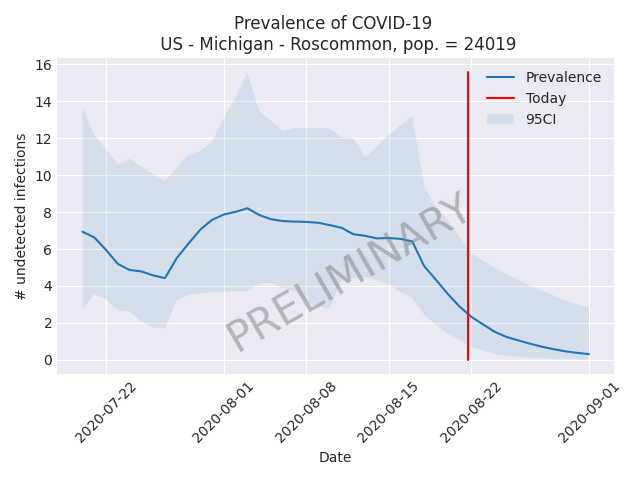 Prevalence of COVID-19
US - Michigan - Roscommon, pop. = 24019
16
14
12
10
8
6
4
2
0
# undetected infections
Prevalence
Today
95CI
PRELIMINARY
2020-07-22
2020-08-01
2020-08-08
2020-08-15
2020-08-22
2020-09-01
Date